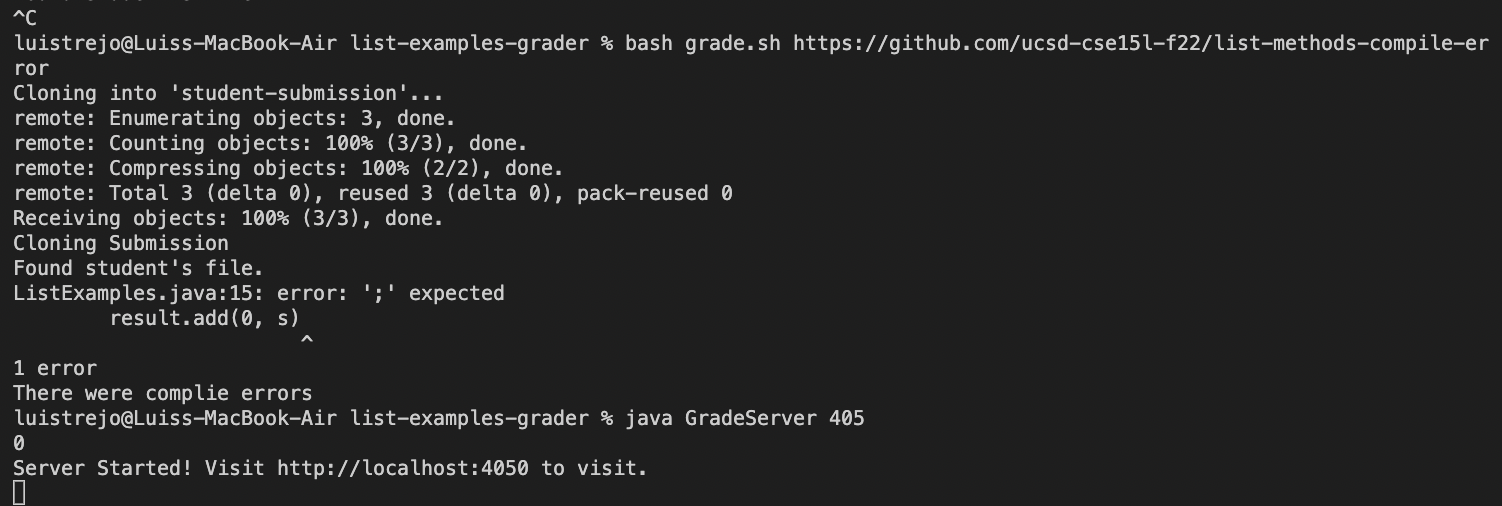 ^C
luistrejo@Luiss-MacBook-Air list-examples-grader % bash grade.sh https://github.com/ucsd-cse15l-f22/list-methods-compile-er
ror
Cloning into 'student-submission'...
remote: Enumerating objects: 3, done.
remote: Counting objects: 100% (3/3), done.
remote: Compressing objects: 100% (2/2), done.
remote: Total 3 (delta 0), reused 3 (delta 0), pack-reused 0
Receiving objects: 100% (3/3), done.
Cloning Submission
Found student's file.
ListExamples.java:15: error: ';' expected
        result.add(0, s)
                        ^
1 error
There were complie errors
luistrejo@Luiss-MacBook-Air list-examples-grader % java GradeServer 405
0
Server Started! Visit http://localhost:4050 to visit.